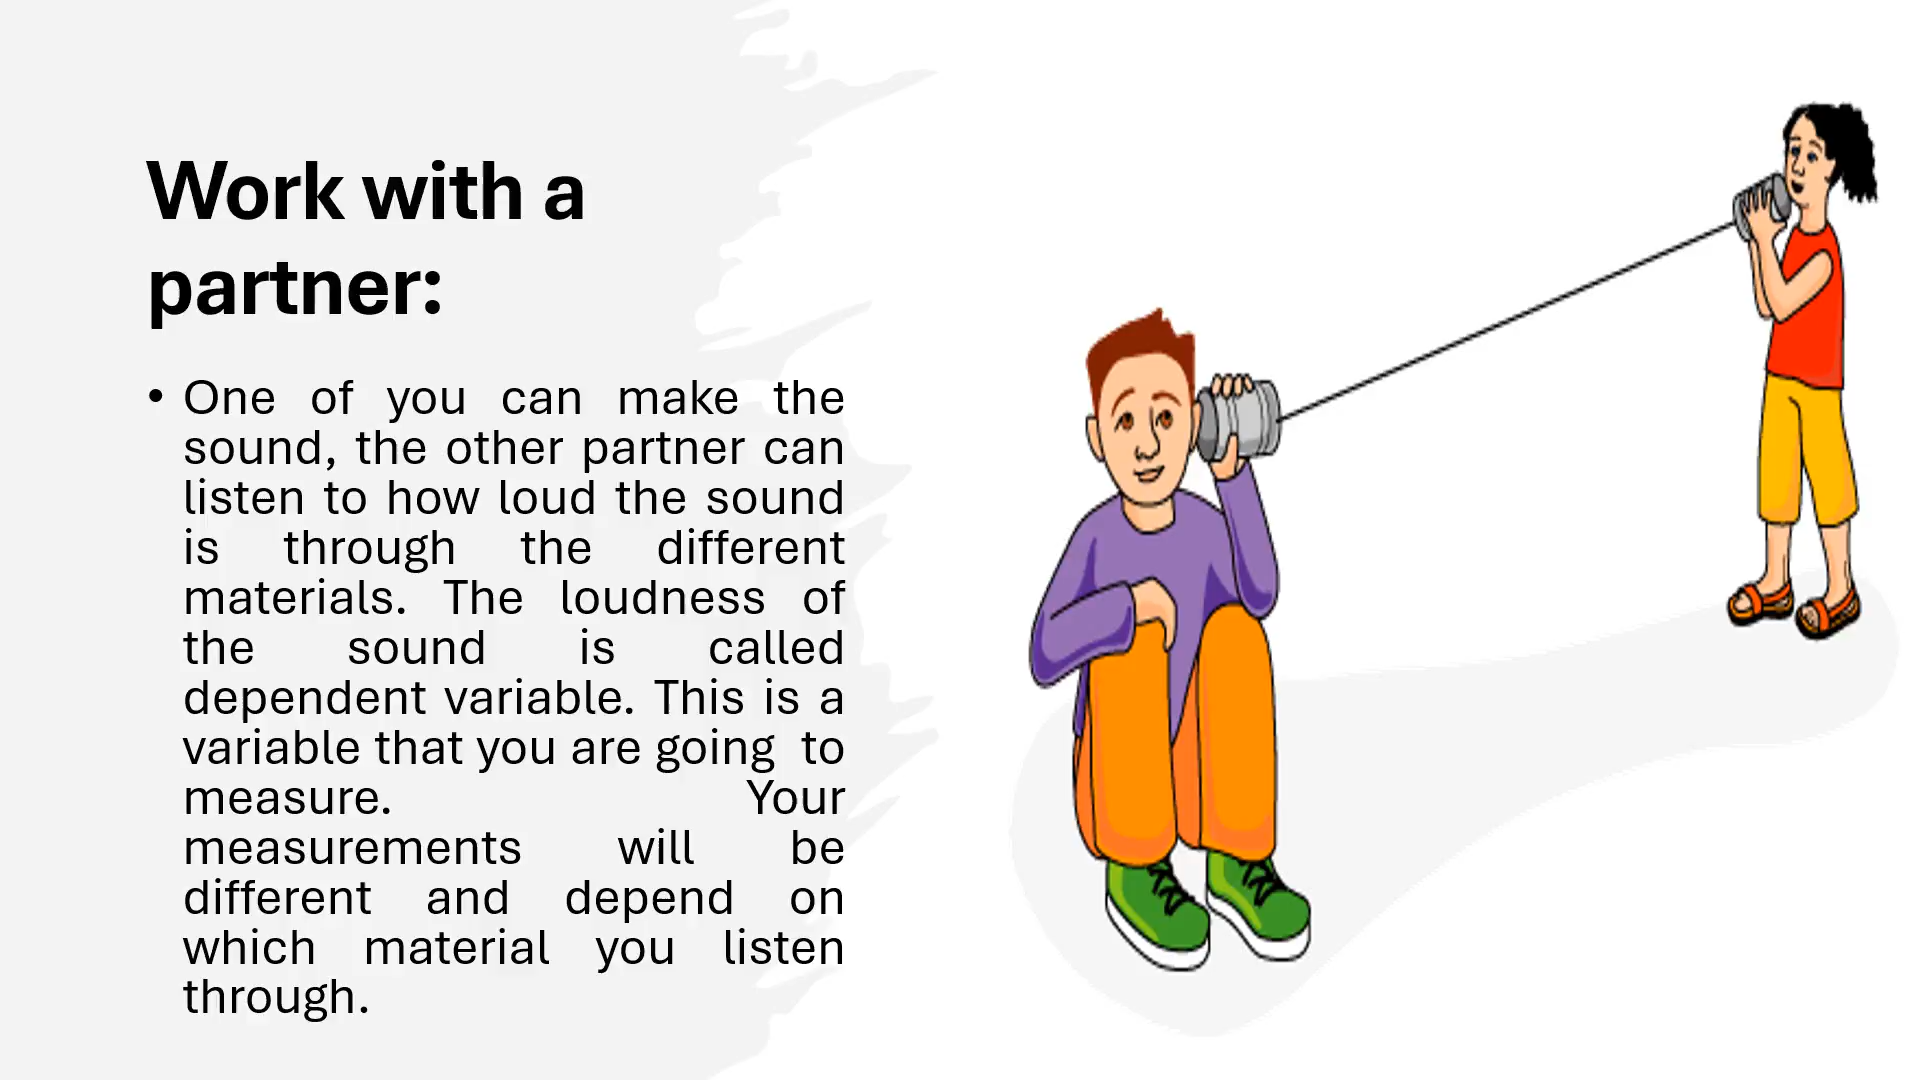 Work with a
partner:
• One of you can make the
sound, the other partner can
listen to how loud the sound
is through the different
materials. The loudness of
the sound is called
dependent variable. This is a
variable that you are going to
measure. Your
measurements will be
different and depend on
which material you listen
through.